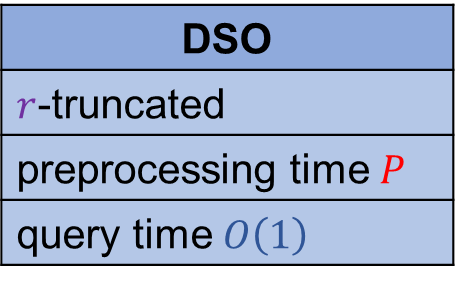 DSO
r-truncated
preprocessing time P
query time O(1)